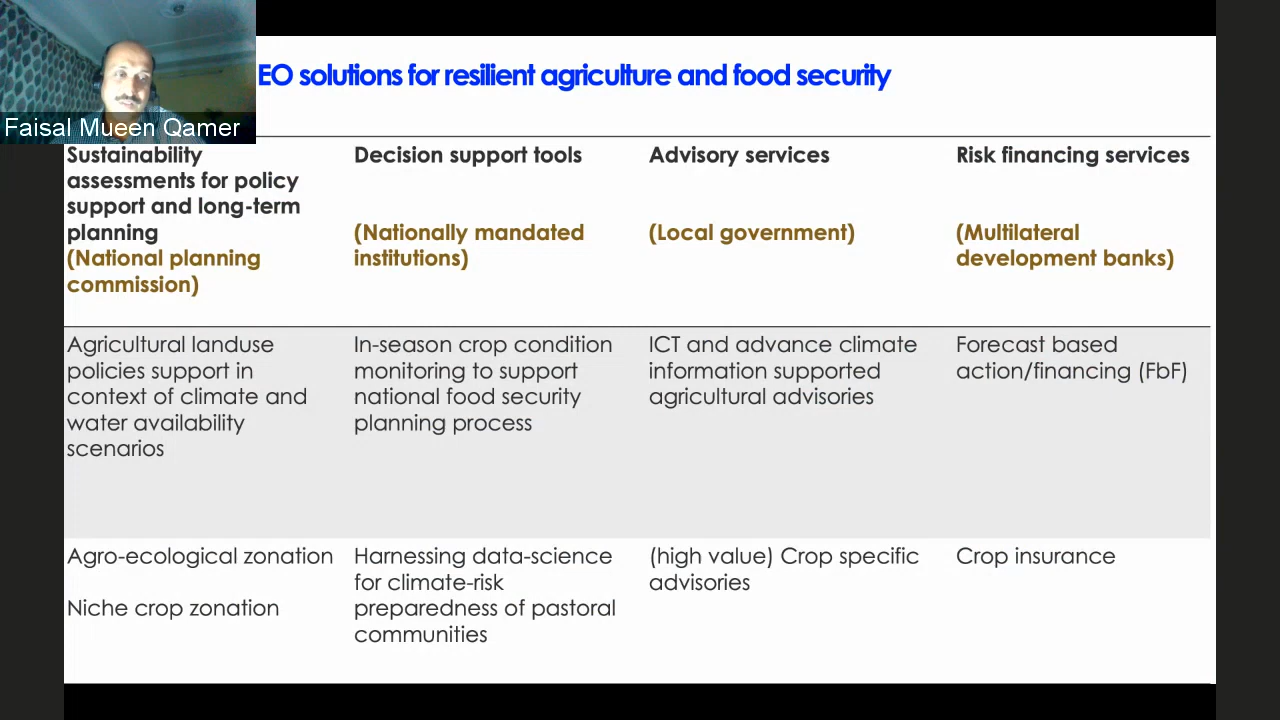 EO solutions for resilient agriculture and food security
Faisal Mueen Qamer
Sustainability
assessments for policy
support and long-term
planning
(National planning
commission)
Decision support tools
(Nationally mandated
institutions)
Advisory services
(Local government)
Risk financing services
(Multilateral
development banks)
Agricultural landuse
policies support in
context of climate and
water availability
scenarios
In-season crop condition
monitoring to support
national food security
planning process
ICT and advance climate
information supported
agricultural advisories
Forecast based
action/financing (FbF)
Agro-ecological zonation
Niche crop zonation
Harnessing data-science
for climate-risk
preparedness of pastoral
communities
(high value) Crop specific
advisories
Crop insurance